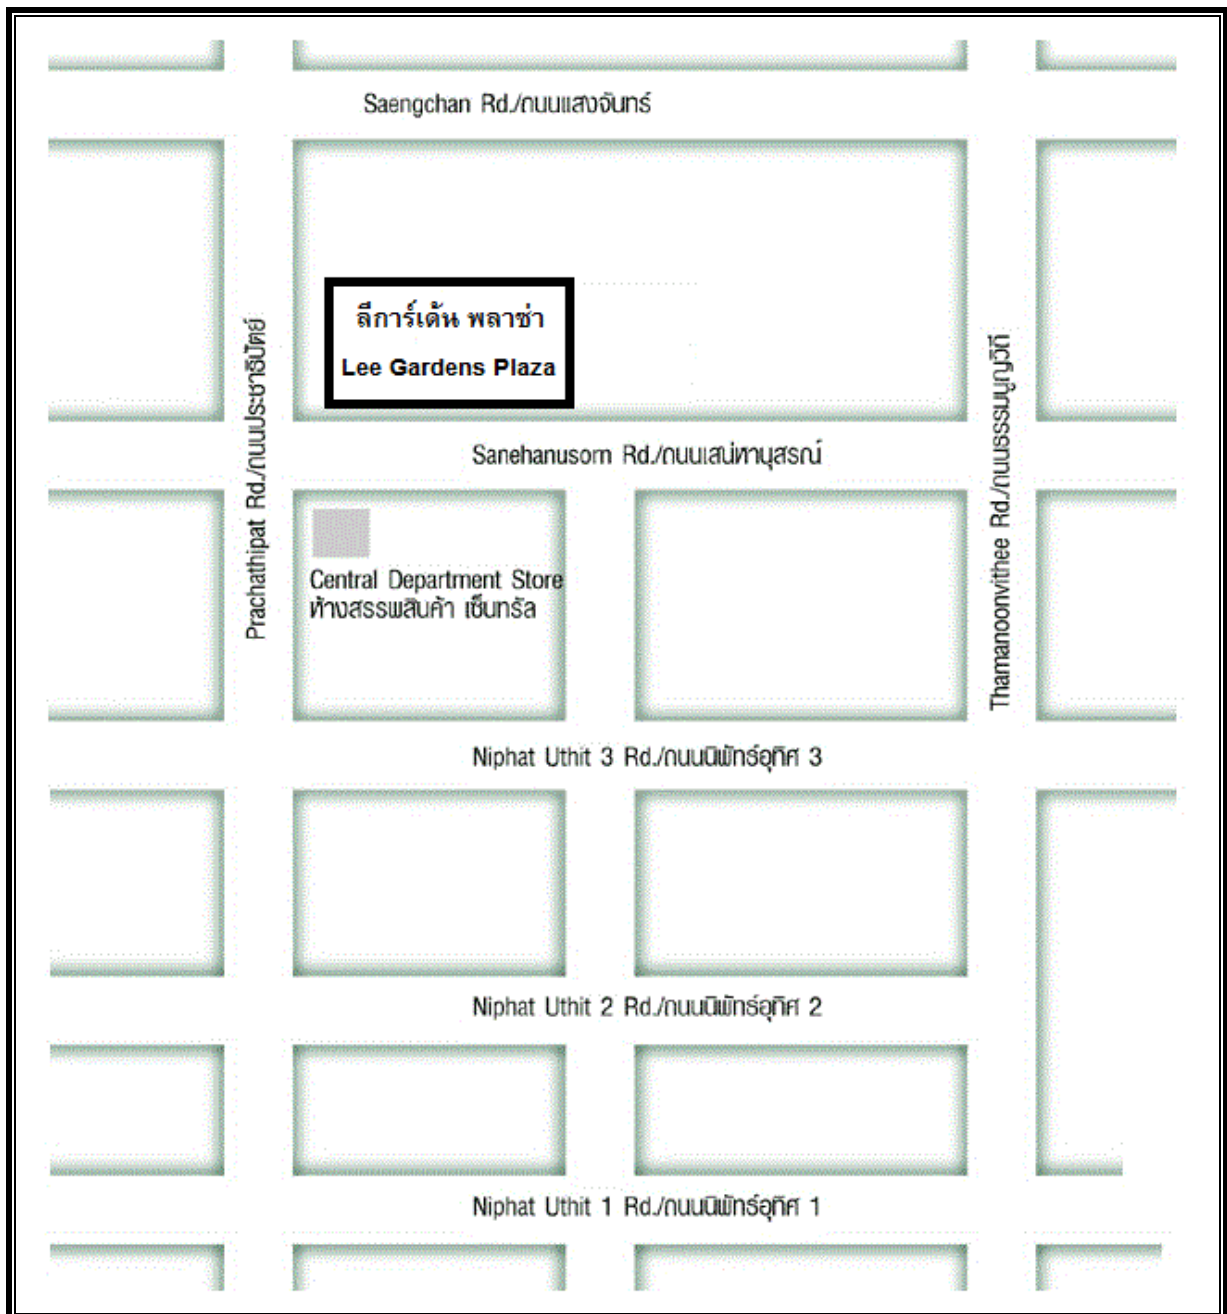 Saengchan Rd./ถนนแสงจันทร์
ลีการ์เด้น พลาซ่า
Lee Gardens Plaza
Prachathipat Rd./ถนนประชาธิปัตย์
Thamanoonvithee Rd./ถนนธรรมนูญวิถี
Sanehanusorn Rd./ถนนเสน่หานุสรณ์
Central Department Store
ห้างสรรพสินค้า เซ็นทรัล
Niphat Uthit 3 Rd./ถนนนิพัทธ์อุทิศ 3
Niphat Uthit 2 Rd./ถนนนิพัทธ์อุทิศ 2
Niphat Uthit 1 Rd./ถนนนิพัทธ์อุทิศ 1